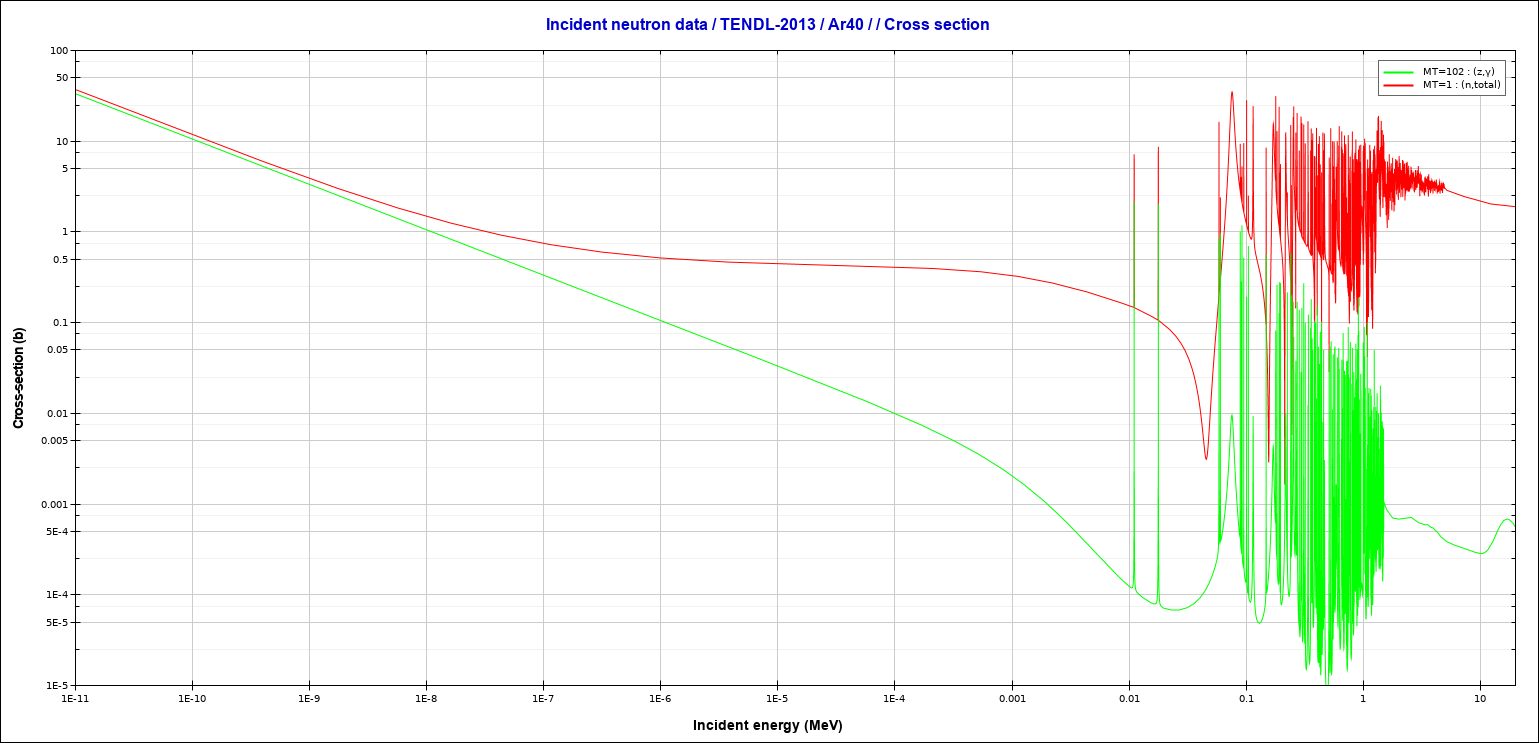 Incident neutron data / TENDL-2013 / Ar40 / / Cross section
MT=102 : (z,γ)
MT=1 : (n,total)
Cross-section (b)
100
50
10
5
1
0.5
0.1
0.05
0.01
0.005
0.001
5E-4
1E-4
5E-5
1E-5
1E-11 1E-10 1E-9 1E-8 1E-7 1E-6 1E-5 1E-4 0.001 0.01 0.1 1 10
Incident energy (MeV)